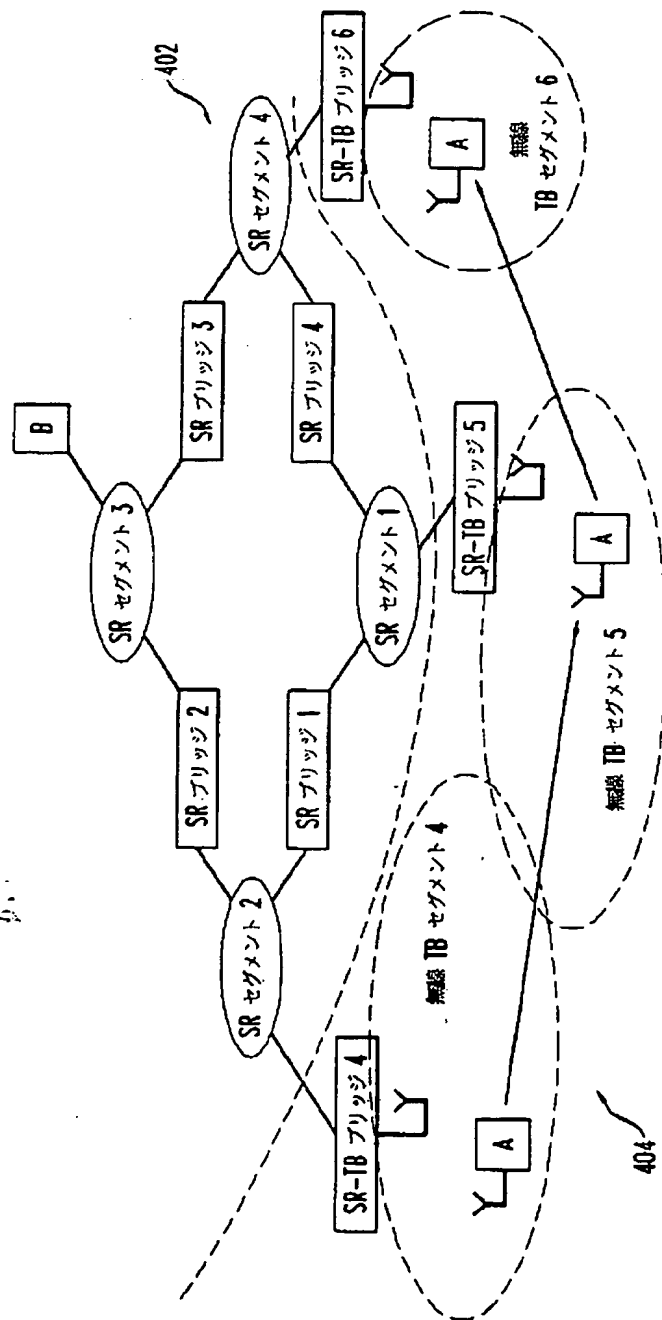 402
B
SR セグメント 3
SR セグメント 4
SR ブリッジ 2
SR ブリッジ 3
SR セグメント 2
SR ブリッジ 1
SR ブリッジ 4
SR-TB ブリッジ 6
SR セグメント 1
SR-TB ブリッジ 4
SR-TB ブリッジ 5
無線 TB セグメント 4
A
無線
TB セグメント 6
A
A
無線 TB セグメント 5
404